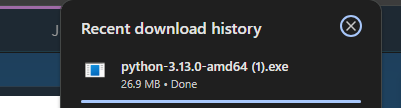 J
Recent download history
python-3.13.0-amd64 (1).exe
26.9 MB • Done